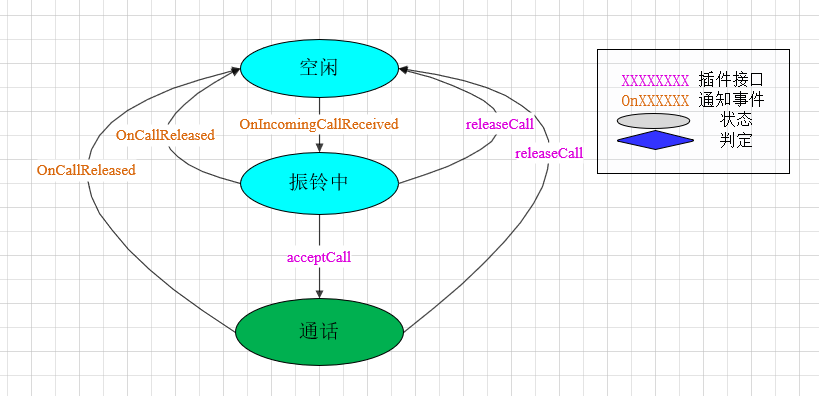 空闲
XXXXXXXX 插件接口
OnXXXXXX 通知事件
状态
判定
OnIncomingCallReceived
releaseCall
OnCallReleased
releaseCall
OnCallReleased
振铃中
acceptCall
通话